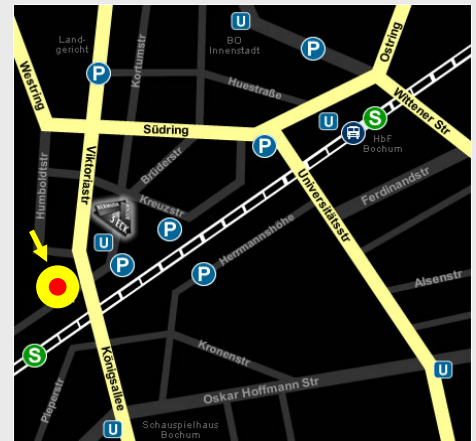 Land-
gericht
U
BO
Innenstadt
P
Ostring
P
Westring
Kortumstr
Huestraße
Wittener Str
S
U
HbF
Bochum
Südring
P
Viktoriastr
Brüderstr
Humboldtstr
Kreuzstr
Universitätsstr
Ferdinandstr
P
U
P
Herrmannshöhe
P
Alsenstr
S
Königsallee
Kronenstr
U
Pieperstr
Oskar Hoffmann Str
U
Schauspielhaus
Bochum